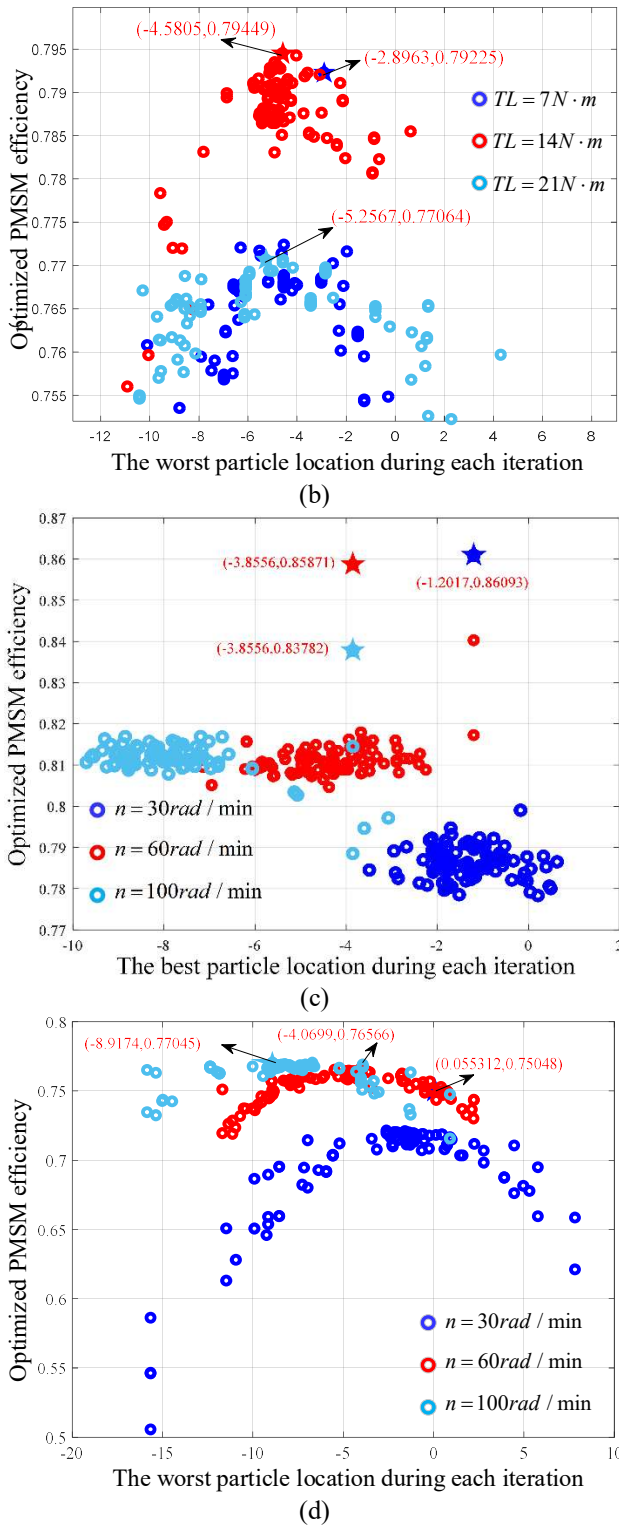 (-4.5805,0.79449)
(-2.8963,0.79225)
0.795
0.79
0.785
0.78
0.775
0.77
0.765
0.76
0.755
Optimized PMSM efficiency
TL = 7N · m
TL = 14N · m
TL = 21N · m
(-5.2567,0.77064)
-12 -10 -8 -6 -4 -2 0 2 4 6 8
The worst particle location during each iteration
(b)
0.87
0.86
0.85
0.84
0.83
0.82
0.81
0.8
0.79
0.78
0.77
Optimized PMSM efficiency
(-3.8556,0.85871)
(-1.2017,0.86093)
(-3.8556,0.83782)
n = 30rad / min
n = 60rad / min
n = 100rad / min
-10 -8 -6 -4 -2 0 2
The best particle location during each iteration
(c)
0.8
0.75
0.7
0.65
0.6
0.55
0.5
Optimized PMSM efficiency
(-4.0699,0.76566)
(-8.9174,0.77045)
(0.055312,0.75048)
n = 30rad / min
n = 60rad / min
n = 100rad / min
-20 -15 -10 -5 0 5 10
The worst particle location during each iteration
(d)